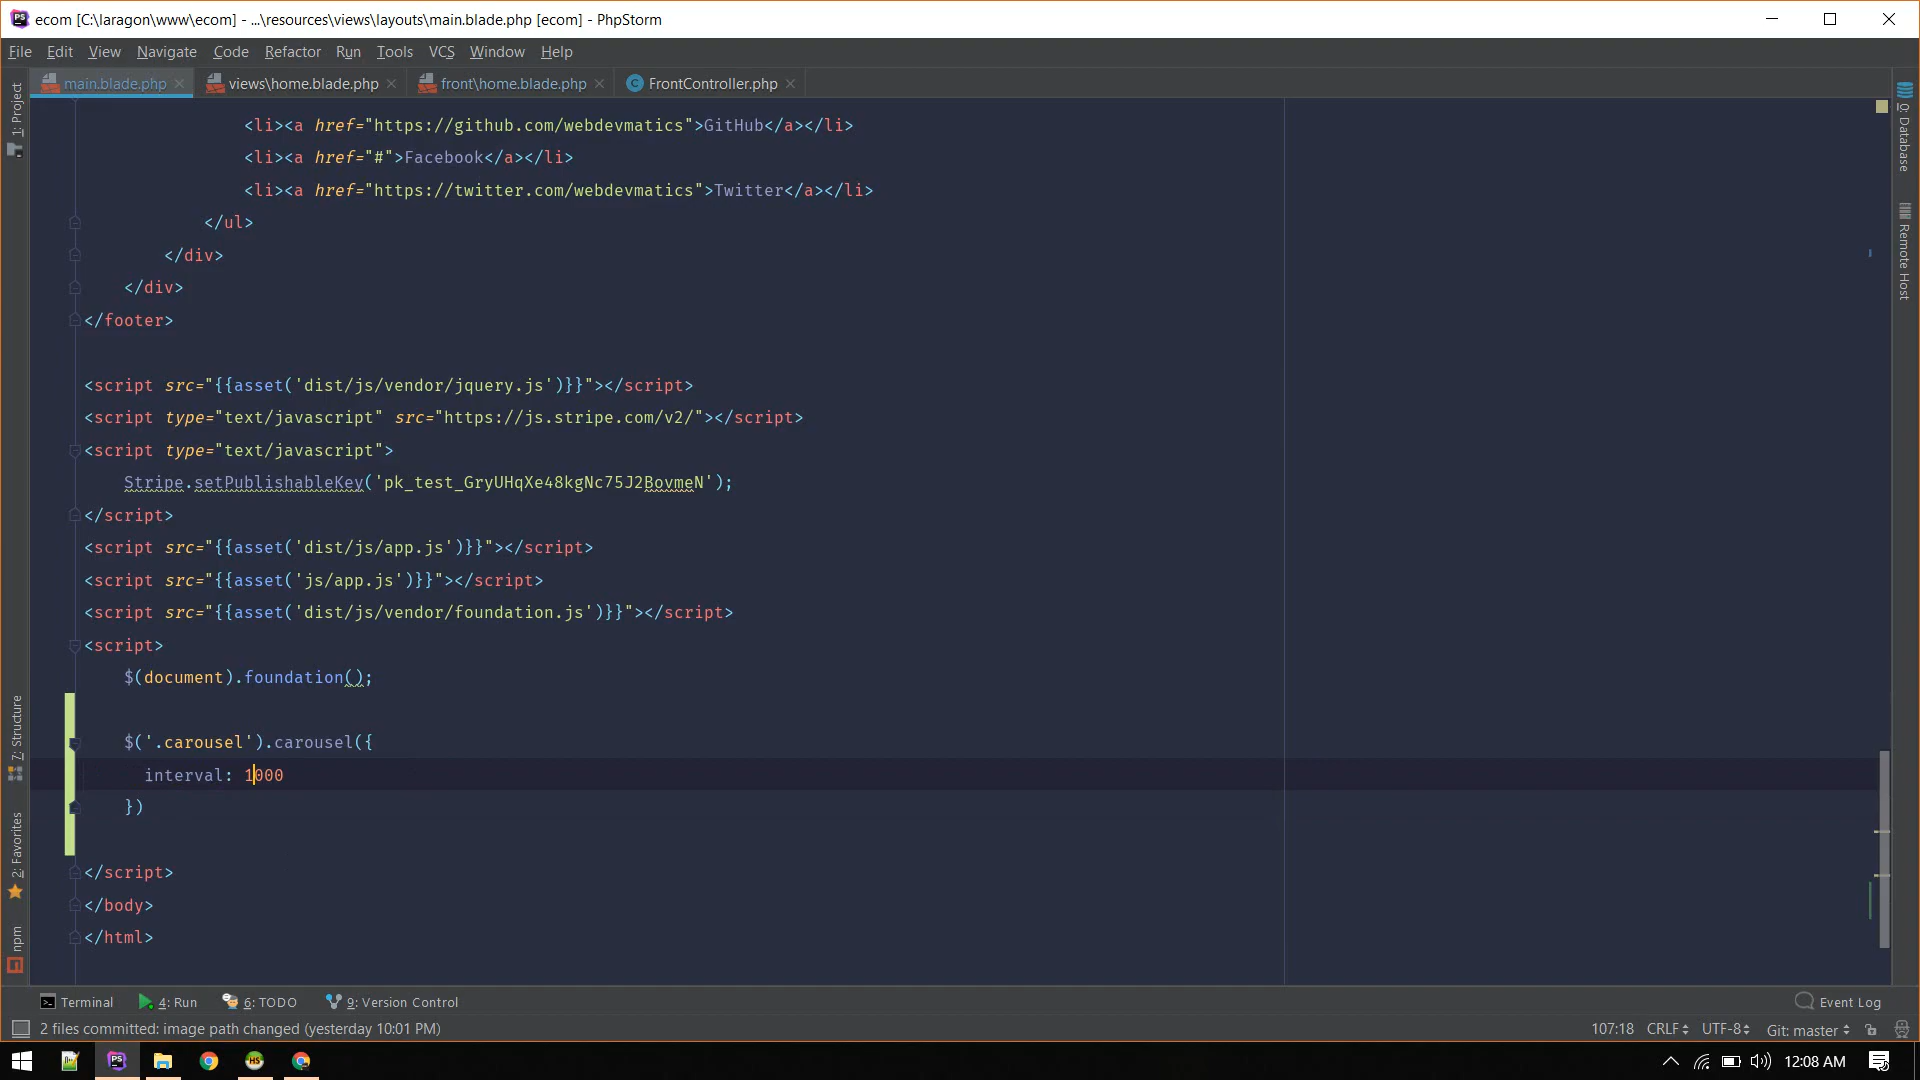 ecom [C:\laragon\www\ecom] - ...\resources\views\layouts\main.blade.php [ecom] - PhpStorm
File Edit View Navigate Code Refactor Run Tools VCS Window Help
main.blade.php views\home.blade.php front\home.blade.php FrontController.php
1: Project
<li><a href="https://github.com/webdevmatics">GitHub</a></li>
<li><a href="#">Facebook</a></li>
<li><a href="https://twitter.com/webdevmatics">Twitter</a></li>
</ul>
</div>
</div>
</footer>
<script src="{{asset('dist/js/vendor/jquery.js')}}"></script>
<script type="text/javascript" src="https://js.stripe.com/v2/"></script>
<script type="text/javascript">
Stripe.setPublishableKey('pk_test_GryUHqXe48kgNc75J2BovmeN');
</script>
<script src="{{asset('dist/js/app.js')}}"></script>
<script src="{{asset('js/app.js')}}"></script>
<script src="{{asset('dist/js/vendor/foundation.js')}}"></script>
<script>
$(document).foundation();
$('.carousel').carousel({
interval: 1000
})
</script>
</body>
</html>
0: Database
Remote Host
7: Structure
2: Favorites
npm
Terminal 4: Run 6: TODO 9: Version Control Event Log
2 files committed: image path changed (yesterday 10:01 PM) 107:18 CRLF UTF-8 Git: master
12:08 AM